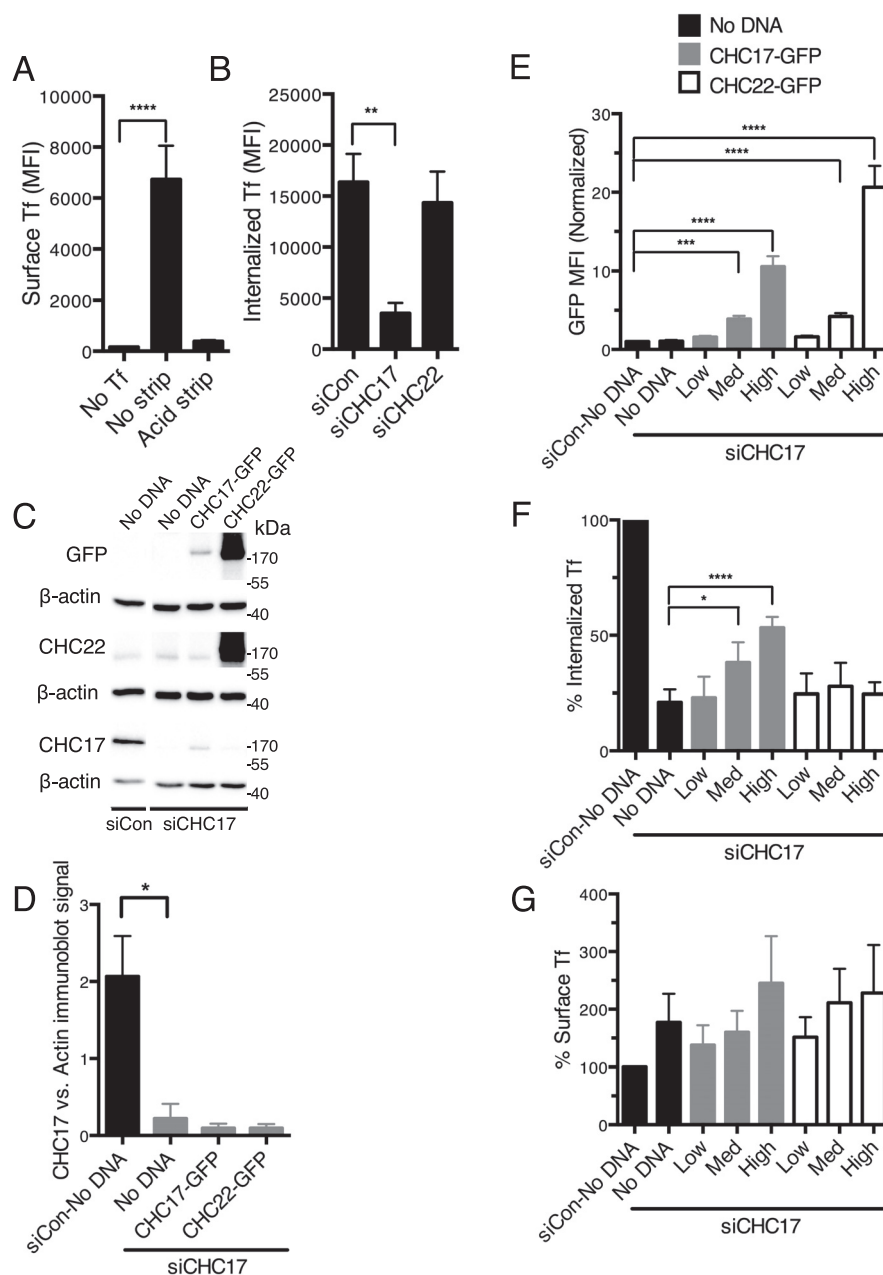 A
Surface Tf (MFI)
10000
8000
6000
4000
2000
0
****
No Tf
No strip
Acid strip
B
Internalized Tf (MFI)
25000
20000
15000
10000
5000
0
**
siCon
siCHC17
siCHC22
C
No DNA
No DNA
CHC17-GFP
CHC22-GFP
kDa
GFP
-170
-55
β-actin
-40
CHC22
-170
-55
β-actin
-40
CHC17
-170
-55
β-actin
-40
siCon
siCHC17
D
CHC17 vs. Actin immunoblot signal
3
2
1
0
*
siCon-No DNA
No DNA
CHC17-GFP
CHC22-GFP
siCHC17
No DNA
CHC17-GFP
CHC22-GFP
E
GFP MFI (Normalized)
30
20
10
0
****
****
****
***
siCon-No DNA
No DNA
Low
Med
High
Low
Med
High
siCHC17
F
% Internalized Tf
100
50
0
****
*
siCon-No DNA
No DNA
Low
Med
High
Low
Med
High
siCHC17
G
% Surface Tf
400
300
200
100
0
siCon-No DNA
No DNA
Low
Med
High
Low
Med
High
siCHC17